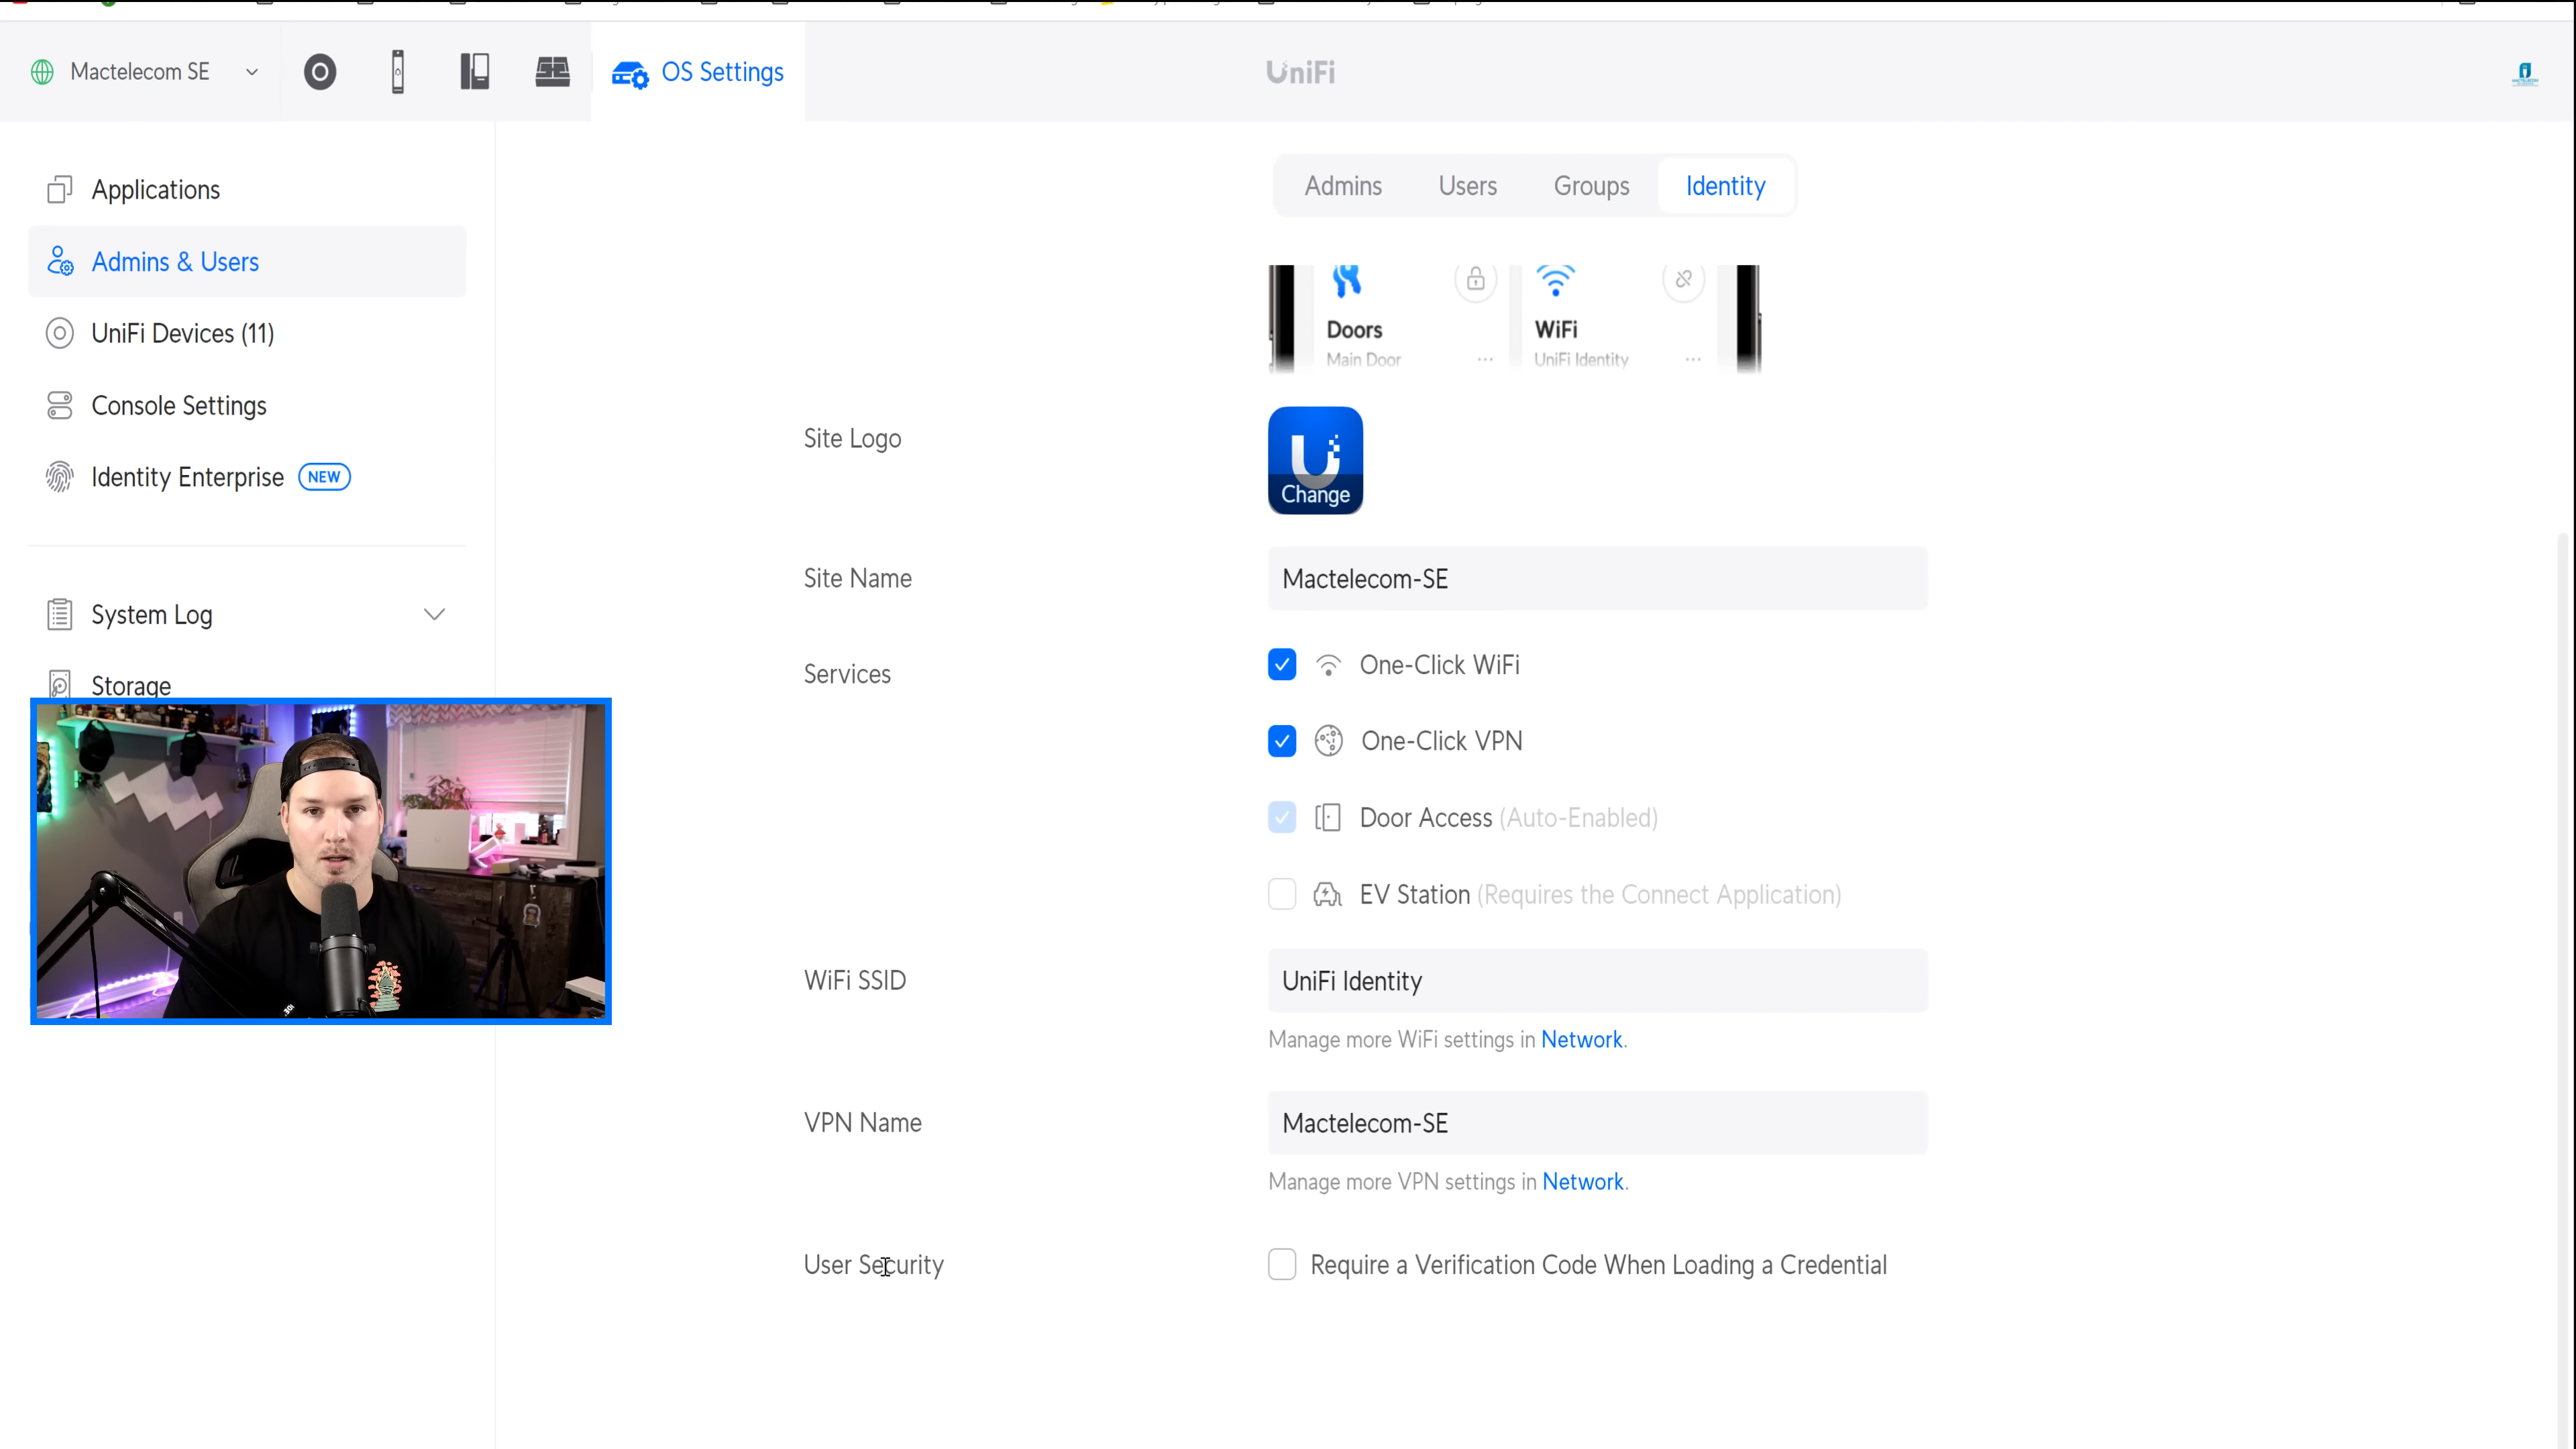 Mactelecom SE
OS Settings
UniFi
Applications
Admins & Users
UniFi Devices (11)
Console Settings
Identity Enterprise NEW
System Log
Storage
Admins Users Groups Identity
Doors
Main Door ...
WiFi
UniFi Identity ...
Site Logo
Change
Site Name
Mactelecom-SE
Services
One-Click WiFi
One-Click VPN
Door Access (Auto-Enabled)
EV Station (Requires the Connect Application)
WiFi SSID
UniFi Identity
Manage more WiFi settings in Network.
VPN Name
Mactelecom-SE
Manage more VPN settings in Network.
User Security
Require a Verification Code When Loading a Credential